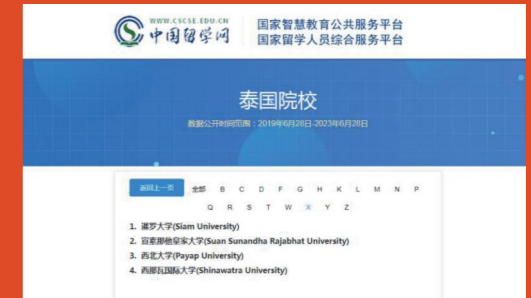 WWW.CSCSE.EDU.CN
中国留学网
国家智慧教育公共服务平台
国家留学人员综合服务平台
泰国院校
数据公开时间范围：2019年6月28日-2023年6月28日
返回上一页 全部 B C D F G H K L M N P
Q R S T W X Y Z
1. 暹罗大学(Siam University)
2. 宣素那他皇家大学(Suan Sunandha Rajabhat University)
3. 西北大学(Payap University)
4. 西那瓦国际大学(Shinawatra University)